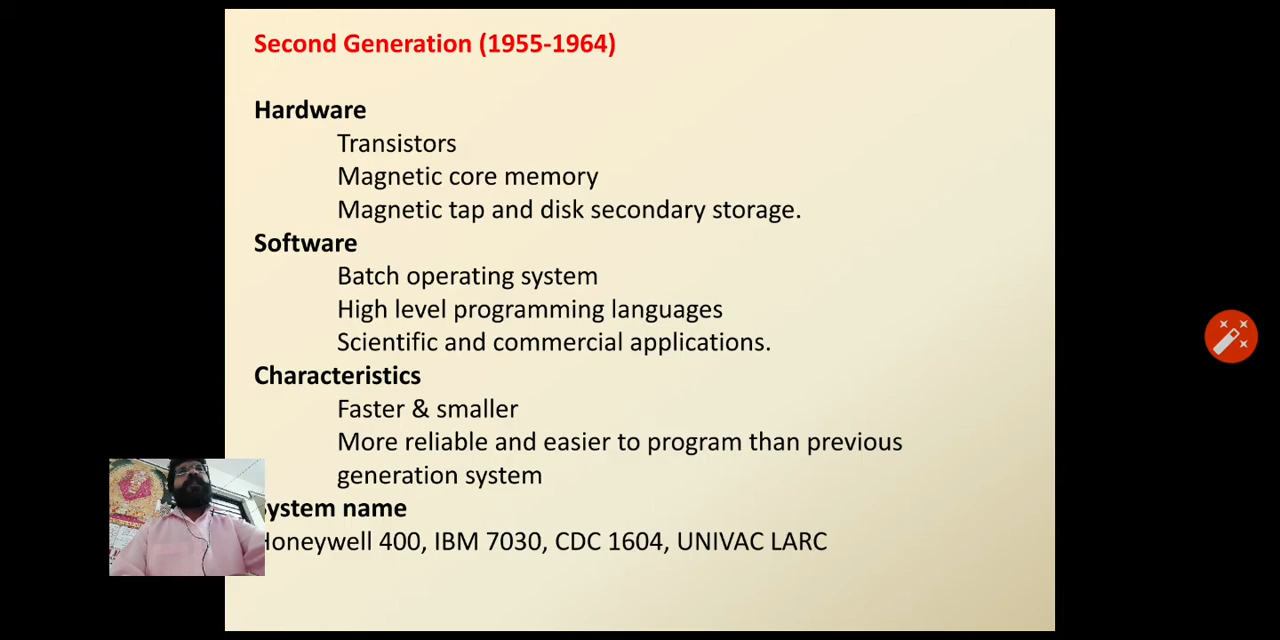 Second Generation (1955-1964)
Hardware
Transistors
Magnetic core memory
Magnetic tap and disk secondary storage.
Software
Batch operating system
High level programming languages
Scientific and commercial applications.
Characteristics
Faster & smaller
More reliable and easier to program than previous
generation system
System name
Honeywell 400, IBM 7030, CDC 1604, UNIVAC LARC